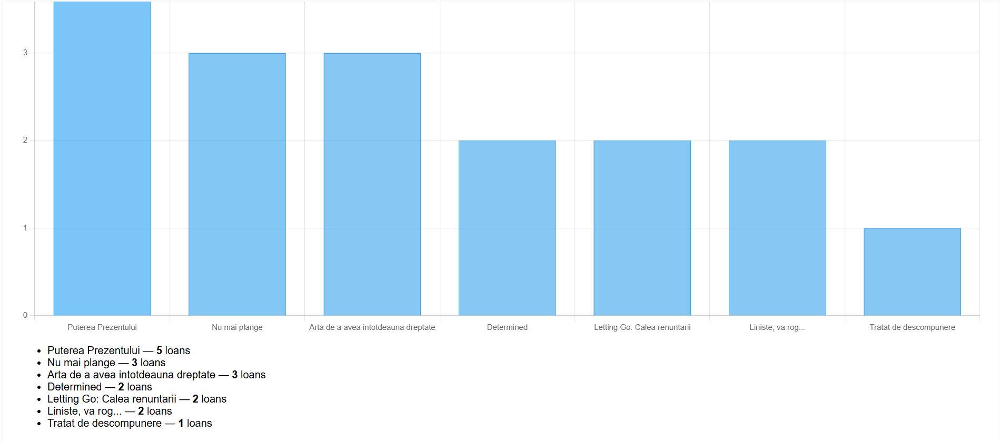 3
2
1
0
Puterea Prezentului
Nu mai plange
Arta de a avea intotdeauna dreptate
Determined
Letting Go: Calea renuntarii
Liniste, va rog...
Tratat de descompunere
• Puterea Prezentului — 5 loans
• Nu mai plange — 3 loans
• Arta de a avea intotdeauna dreptate — 3 loans
• Determined — 2 loans
• Letting Go: Calea renuntarii — 2 loans
• Liniste, va rog... — 2 loans
• Tratat de descompunere — 1 loans